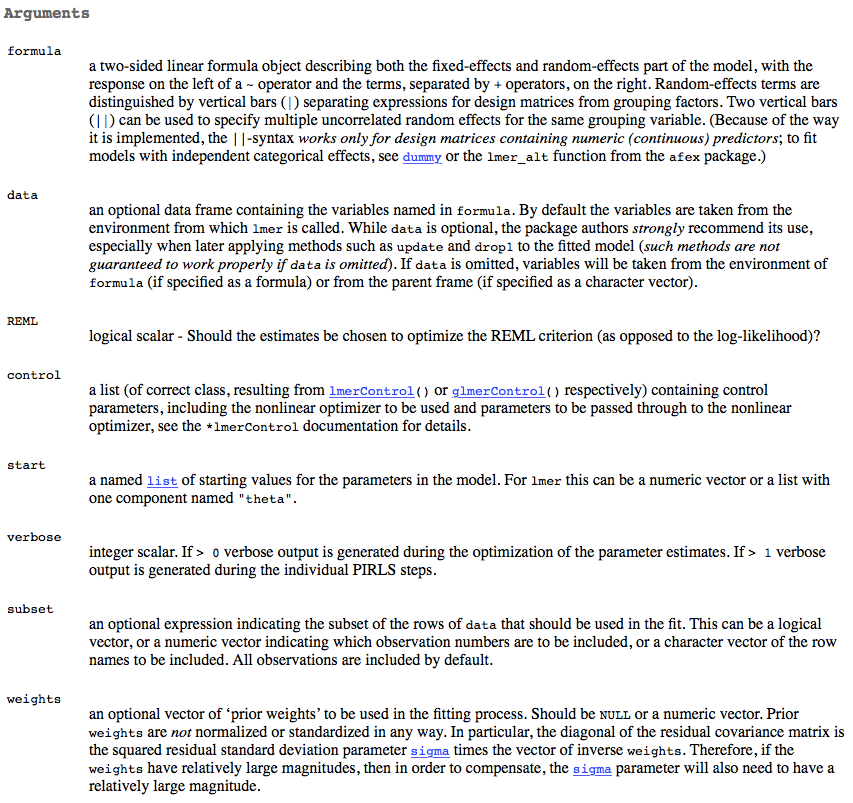 Arguments
formula
a two-sided linear formula object describing both the fixed-effects and random-effects part of the model, with the
response on the left of a ~ operator and the terms, separated by + operators, on the right. Random-effects terms are
distinguished by vertical bars (|) separating expressions for design matrices from grouping factors. Two vertical bars
(||) can be used to specify multiple uncorrelated random effects for the same grouping variable. (Because of the way
it is implemented, the ||-syntax works only for design matrices containing numeric (continuous) predictors; to fit
models with independent categorical effects, see dummy or the lmer_alt function from the afex package.)
data
an optional data frame containing the variables named in formula. By default the variables are taken from the
environment from which lmer is called. While data is optional, the package authors strongly recommend its use,
especially when later applying methods such as update and drop1 to the fitted model (such methods are not
guaranteed to work properly if data is omitted). If data is omitted, variables will be taken from the environment of
formula (if specified as a formula) or from the parent frame (if specified as a character vector).
REML
logical scalar - Should the estimates be chosen to optimize the REML criterion (as opposed to the log-likelihood)?
control
a list (of correct class, resulting from lmerControl() or glmerControl() respectively) containing control
parameters, including the nonlinear optimizer to be used and parameters to be passed through to the nonlinear
optimizer, see the *lmerControl documentation for details.
start
a named list of starting values for the parameters in the model. For lmer this can be a numeric vector or a list with
one component named "theta".
verbose
integer scalar. If > 0 verbose output is generated during the optimization of the parameter estimates. If > 1 verbose
output is generated during the individual PIRLS steps.
subset
an optional expression indicating the subset of the rows of data that should be used in the fit. This can be a logical
vector, or a numeric vector indicating which observation numbers are to be included, or a character vector of the row
names to be included. All observations are included by default.
weights
an optional vector of ‘prior weights’ to be used in the fitting process. Should be NULL or a numeric vector. Prior
weights are not normalized or standardized in any way. In particular, the diagonal of the residual covariance matrix is
the squared residual standard deviation parameter sigma times the vector of inverse weights. Therefore, if the
weights have relatively large magnitudes, then in order to compensate, the sigma parameter will also need to have a
relatively large magnitude.